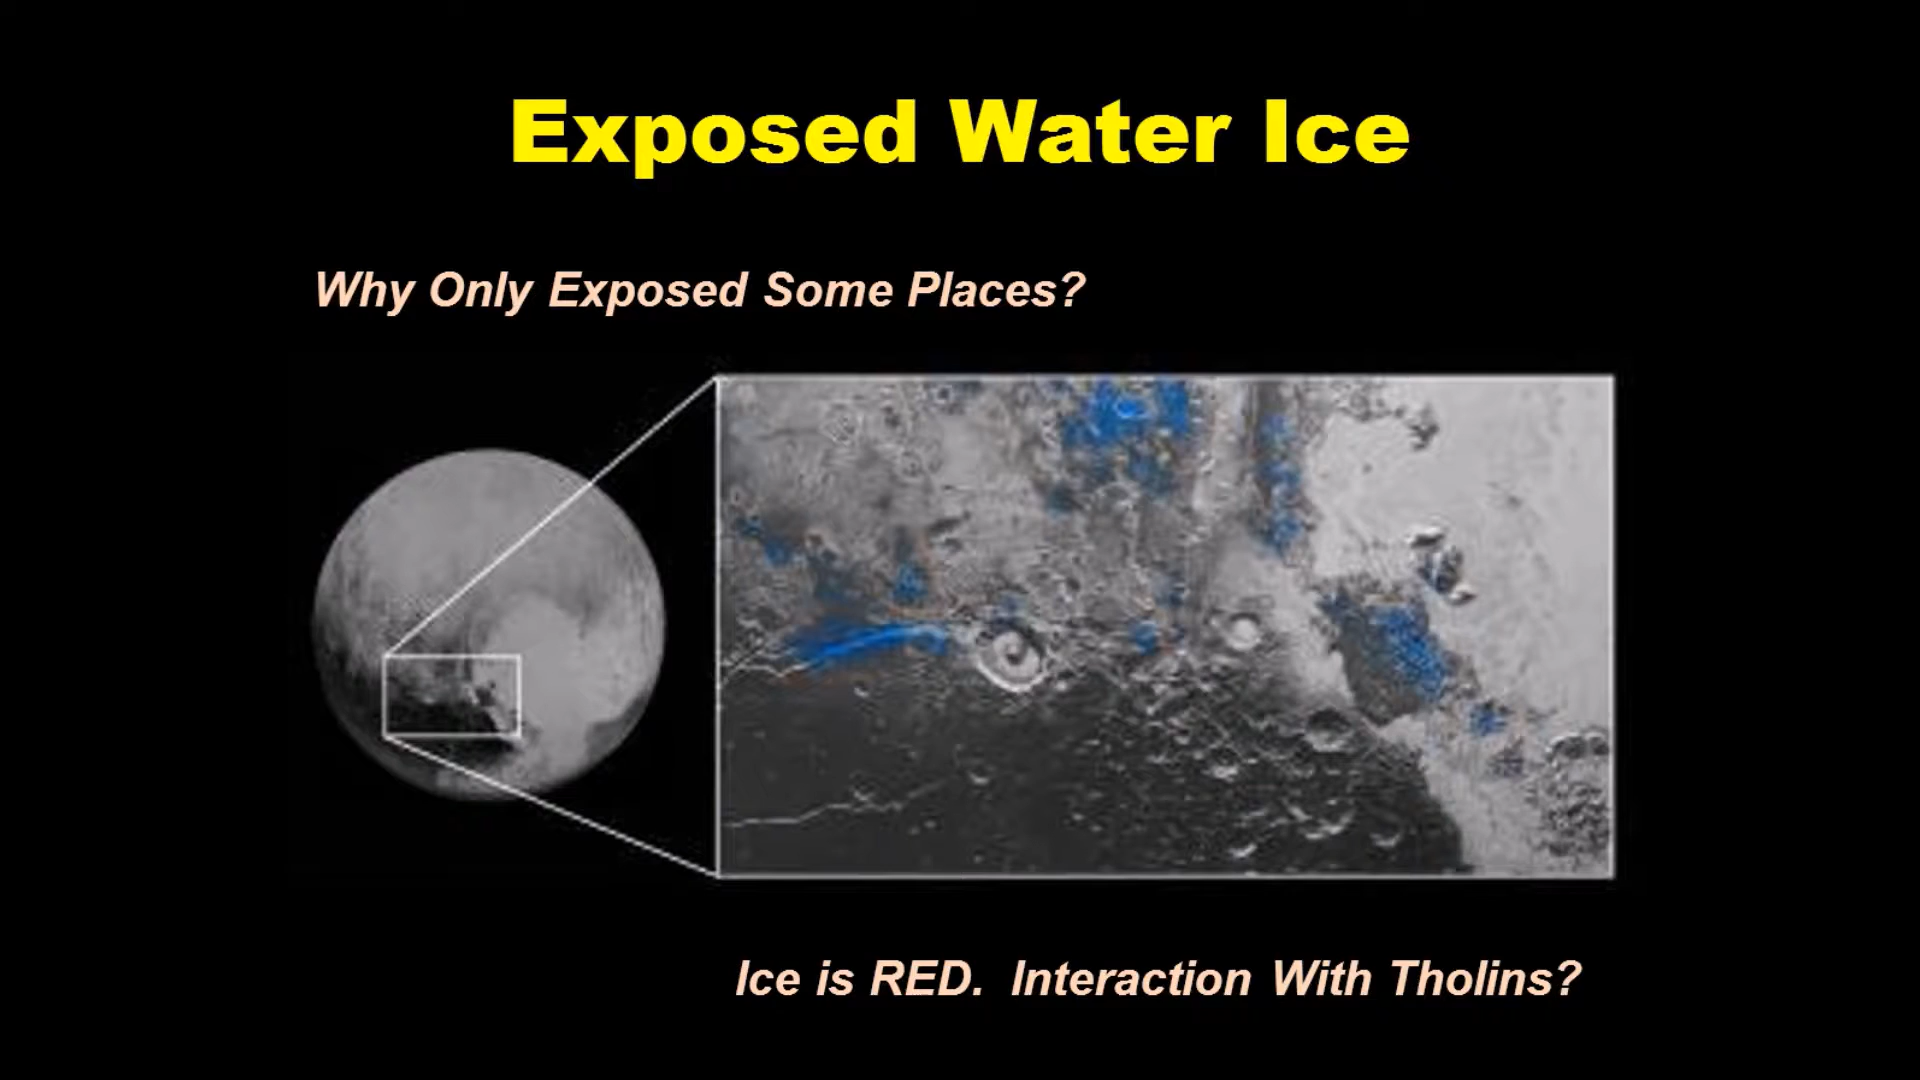 Exposed Water Ice
Why Only Exposed Some Places?
Ice is RED.  Interaction With Tholins?